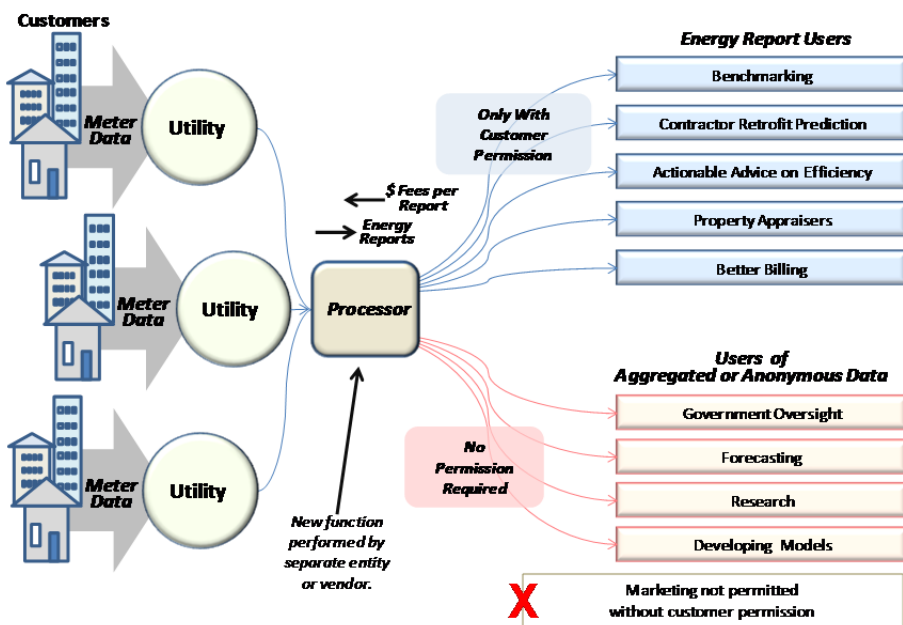 Customers
Meter
Data
Utility
Meter
Data
Utility
Meter
Data
Utility
$ Fees per
Report
Energy
Reports
Processor
New function
performed by
separate entity
or vendor.
Only With
Customer
Permission
Energy Report Users
Benchmarking
Contractor Retrofit Prediction
Actionable Advice on Efficiency
Property Appraisers
Better Billing
No
Permission
Required
Users of
Aggregated or Anonymous Data
Government Oversight
Forecasting
Research
Developing Models
X
Marketing not permitted
without customer permission